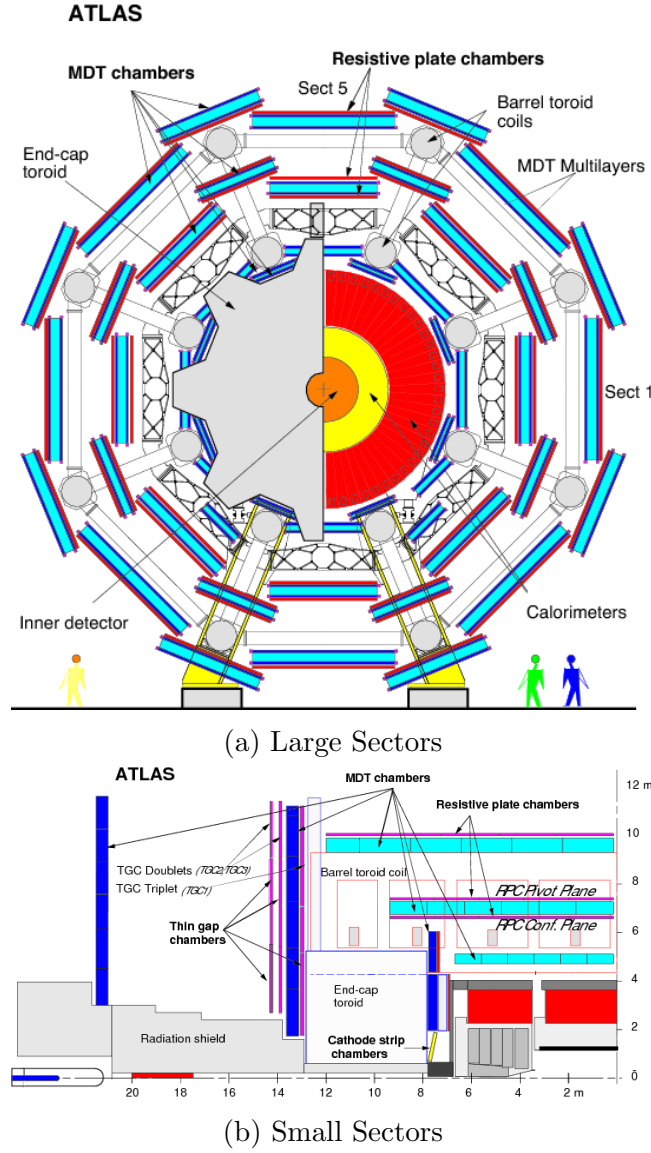 ATLAS
Resistive plate chambers
MDT chambers
Sect 5
Barrel toroid
coils
End-cap
toroid
MDT Multilayers
Sect 1
Inner detector
Calorimeters
(a) Large Sectors
ATLAS
MDT chambers
12 m
Resistive plate chambers
10
TGC Doublets (TGC2,TGC3)
TGC Triplet (TGC1)
Barrel toroid coil
8
RPC Pivot Plane
Thin gap
chambers
RPC Conf. Plane
6
4
End-cap
toroid
Radiation shield
Cathode strip
chambers
2
0
20 18 16 14 12 10 8 6 4 2 m
(b) Small Sectors